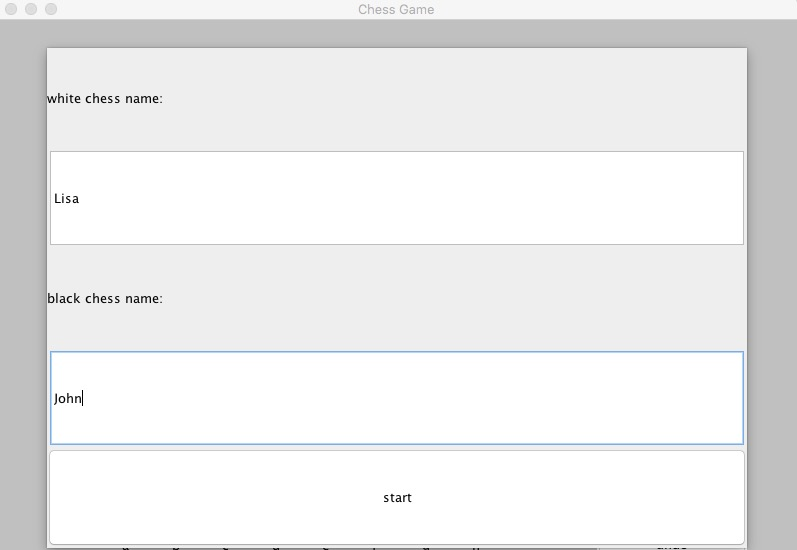 Chess Game
white chess name:
Lisa
black chess name:
John
start